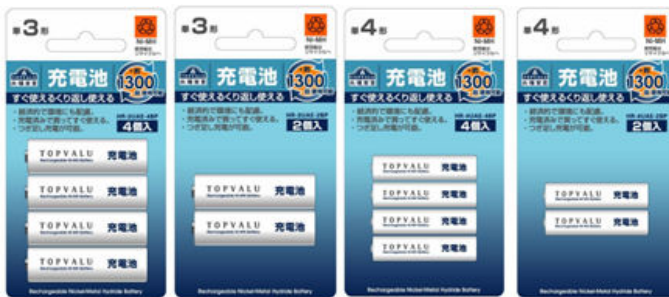 単3形
Ni-MH
充電池
約
1300
すぐ使えるくり返し使える
・経済的で環境にも配慮。
・充電済みで買ってすぐ使える。
・つぎ足し充電が可能。
4個入
TOPVALU 充電池
TOPVALU 充電池
TOPVALU 充電池
TOPVALU 充電池
Rechargeable Nickel-Metal Hydride Battery
単3形
Ni-MH
充電池
約
1300
すぐ使えるくり返し使える
・経済的で環境にも配慮。
・充電済みで買ってすぐ使える。
・つぎ足し充電が可能。
2個入
TOPVALU 充電池
TOPVALU 充電池
Rechargeable Nickel-Metal Hydride Battery
単4形
Ni-MH
充電池
約
1300
すぐ使えるくり返し使える
・経済的で環境にも配慮。
・充電済みで買ってすぐ使える。
・つぎ足し充電が可能。
4個入
TOPVALU 充電池
TOPVALU 充電池
TOPVALU 充電池
TOPVALU 充電池
Rechargeable Nickel-Metal Hydride Battery
単4形
Ni-MH
充電池
約
1300
すぐ使えるくり返し使える
・経済的で環境にも配慮。
・充電済みで買ってすぐ使える。
・つぎ足し充電が可能。
2個入
TOPVALU 充電池
TOPVALU 充電池
Rechargeable Nickel-Metal Hydride Battery